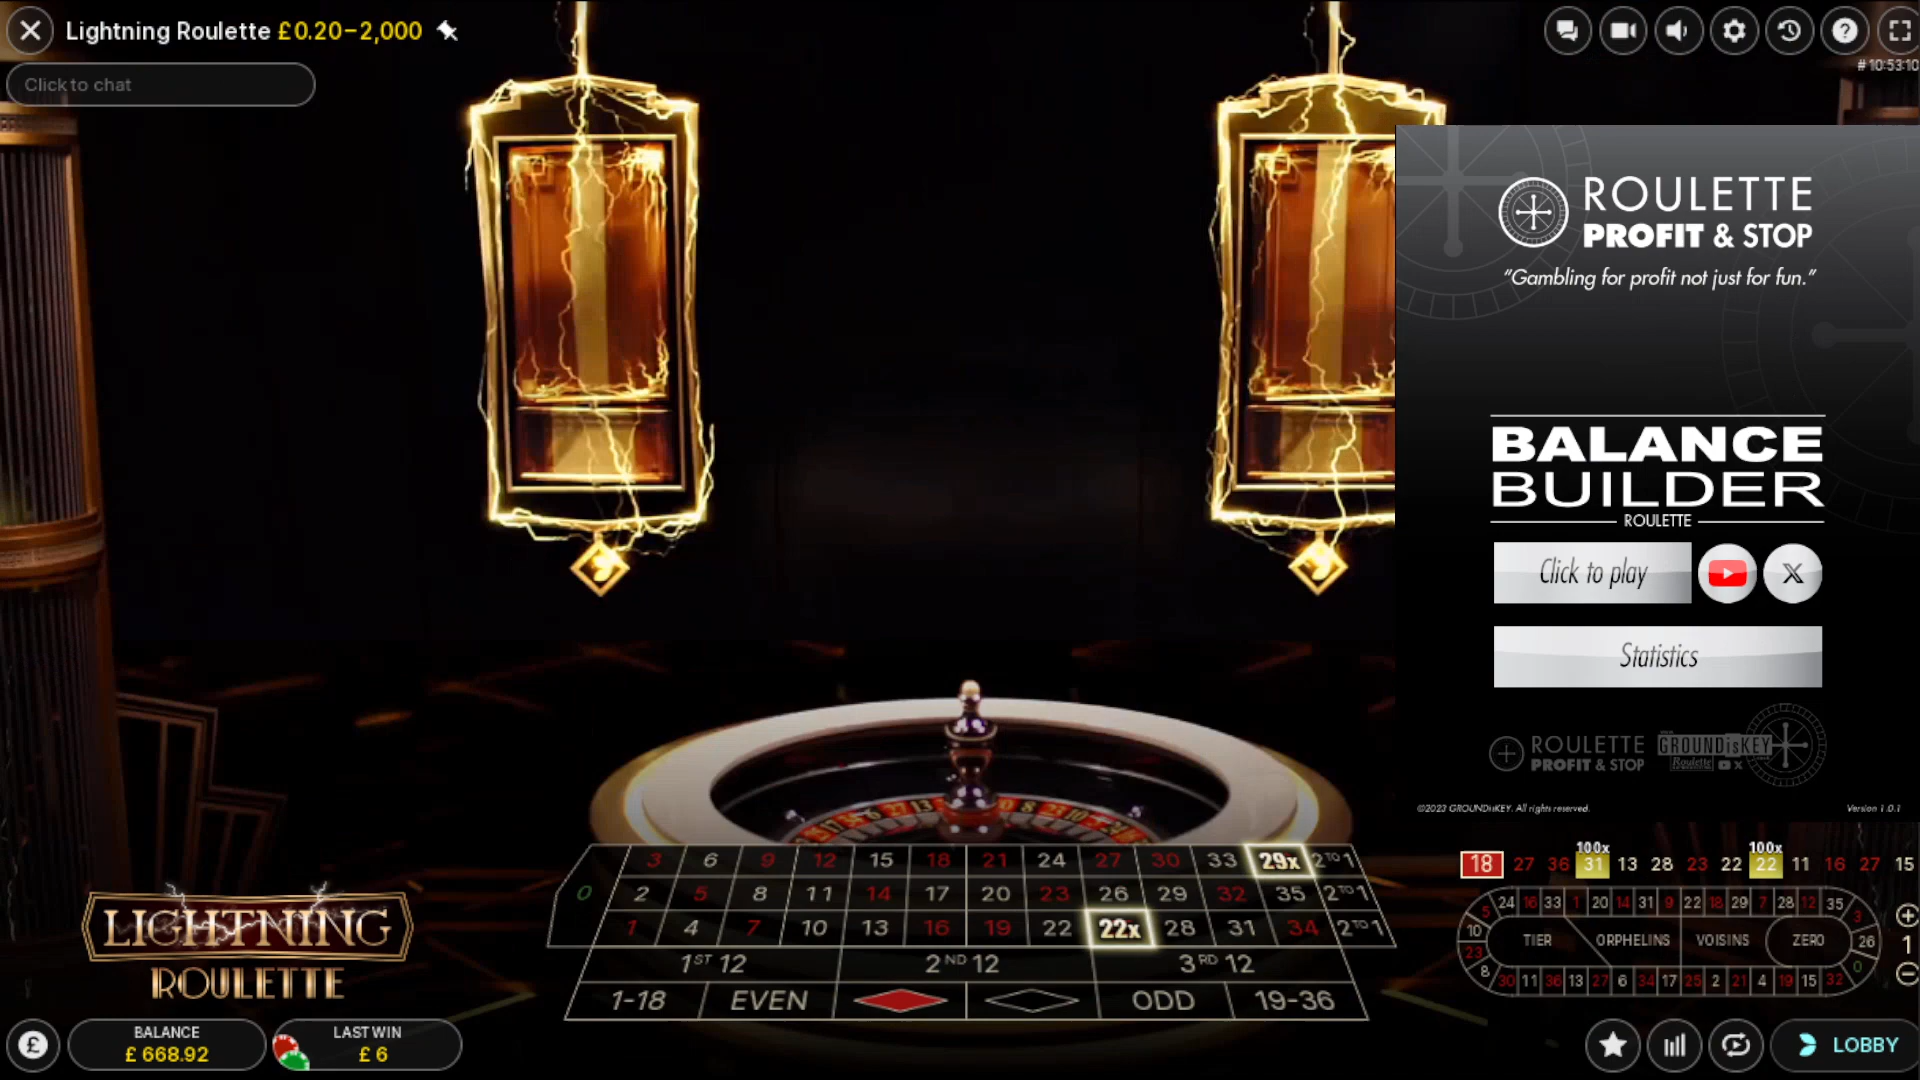 Lightning Roulette £0.20–2,000
Click to chat
# 10:53:10
ROULETTE
PROFIT & STOP
"Gambling for profit not just for fun."
BALANCE
BUILDER
ROULETTE
Click to play
X
Statistics
ROULETTE
PROFIT & STOP
GROUNDisKEY
Roulette
©2023 GROUNDisKEY. All rights reserved.
Version 1.0.1
100x 100x
18 27 36 31 13 28 23 22 22 11 16 27 15
3 6 9 12 15 18 21 24 27 30 33 29x 2 TO 1
0 2 5 8 11 14 17 20 23 26 29 32 35 2 TO 1
1 4 7 10 13 16 19 22 22x 28 31 34 2 TO 1
1ST 12 2ND 12 3RD 12
1-18 EVEN ODD 19-36
5 24 16 33 1 20 14 31 9 22 18 29 7 28 12 35 3
10 TIER ORPHELINS VOISINS ZERO 26 1
23 8 30 11 36 13 27 6 34 17 25 2 21 4 19 15 32 0
LIGHTNING
ROULETTE
£
BALANCE
£ 668.92
LAST WIN
£ 6
LOBBY